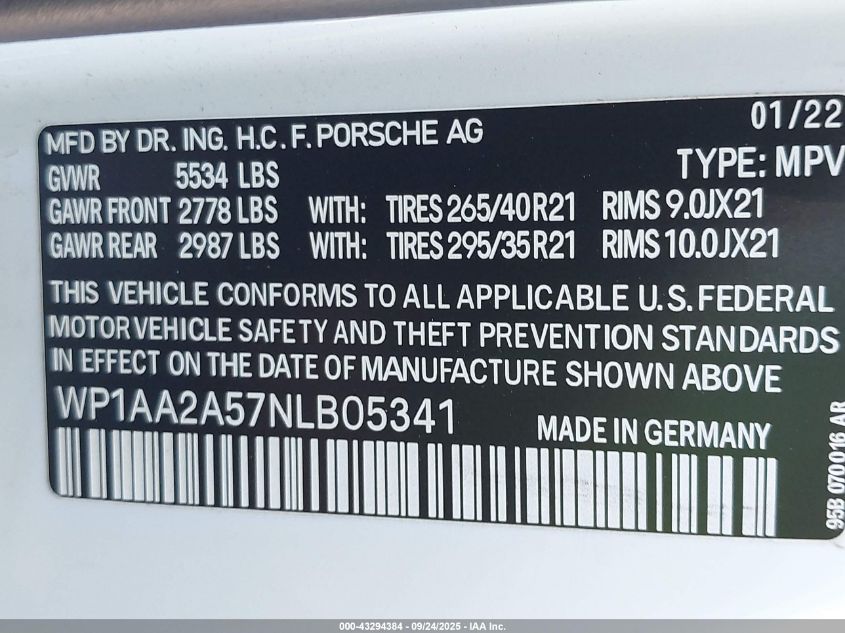 01/22
MFD BY DR. ING. H.C. F. PORSCHE AG
TYPE: MPV
GVWR 5534 LBS
GAWR FRONT 2778 LBS WITH: TIRES 265/40 R21 RIMS 9.0JX21
GAWR REAR 2987 LBS WITH: TIRES 295/35 R21 RIMS 10.0JX21
THIS VEHICLE CONFORMS TO ALL APPLICABLE U.S. FEDERAL
MOTOR VEHICLE SAFETY AND THEFT PREVENTION STANDARDS
IN EFFECT ON THE DATE OF MANUFACTURE SHOWN ABOVE
WP1AA2A57NLB05341
MADE IN GERMANY
95B 070016 AR
000-43294384 - 09/24/2025 - IAA Inc.